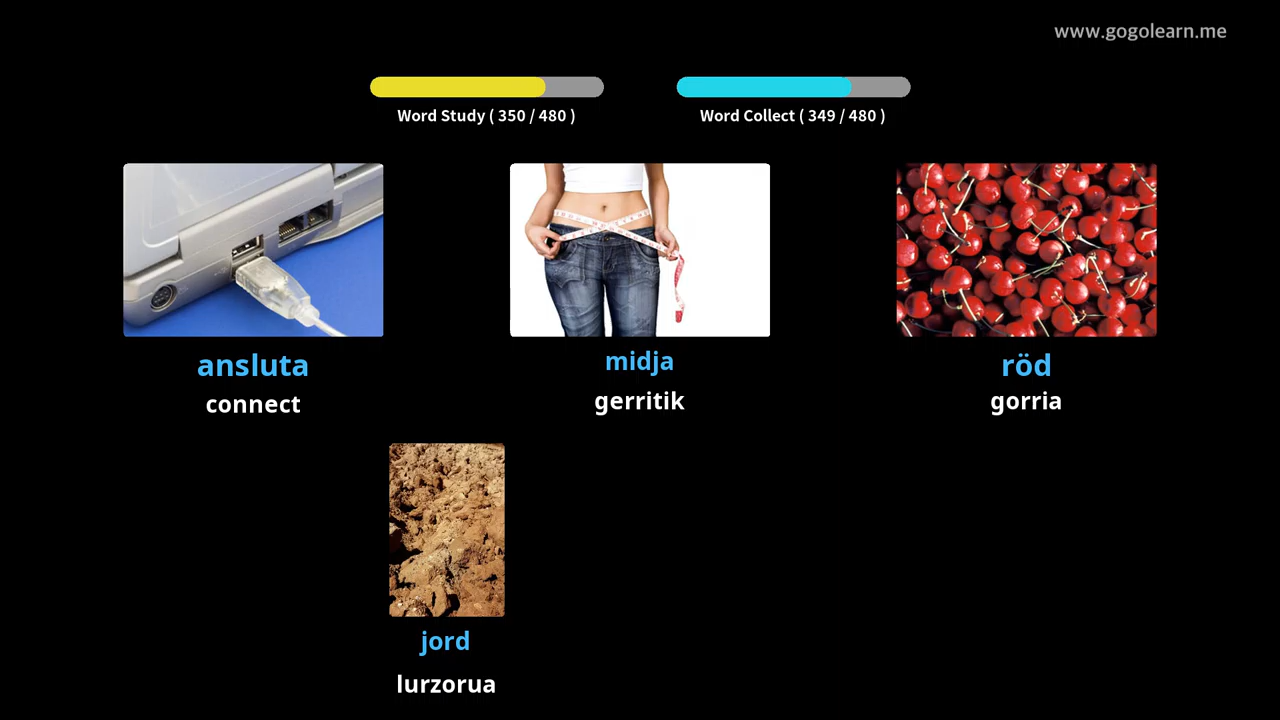 www.gogolearn.me
Word Study ( 350 / 480 )
Word Collect ( 349 / 480 )
ansluta
connect
midja
gerritik
röd
gorria
jord
lurzorua